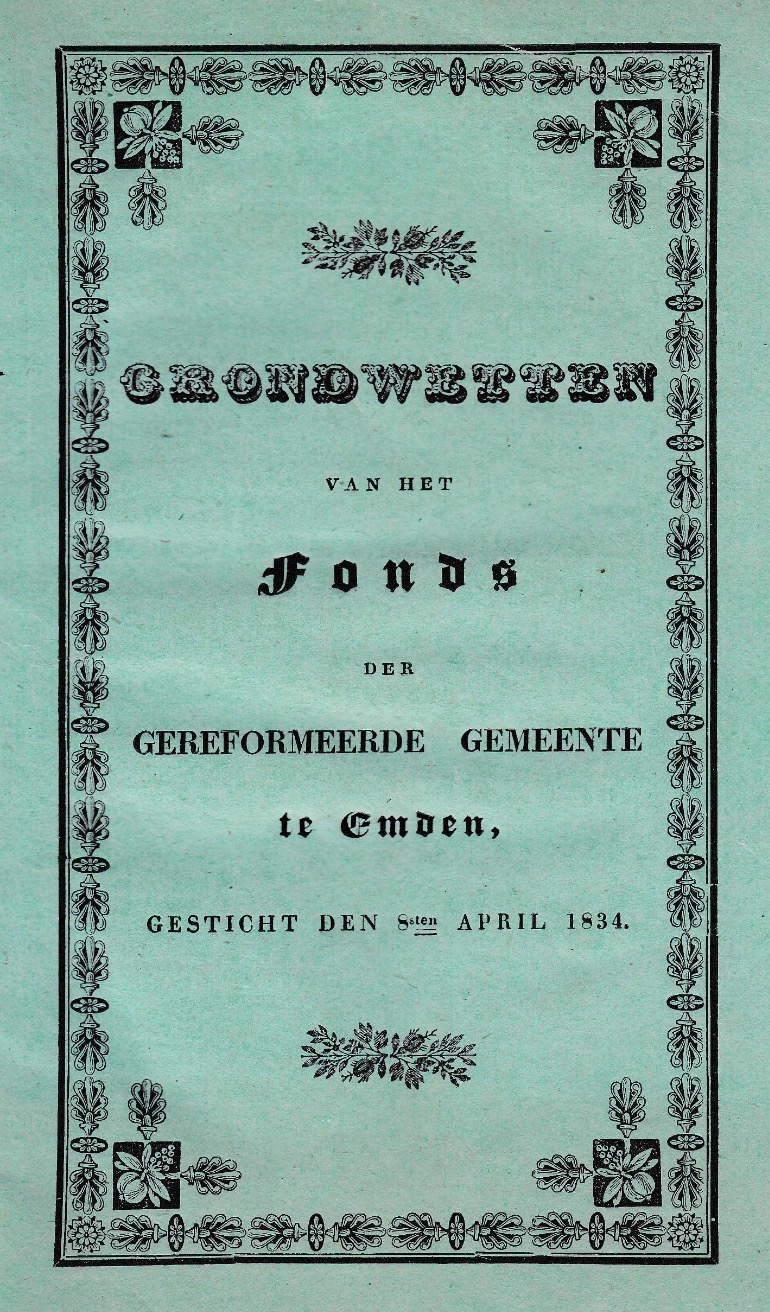 GRONDWETTEN
VAN HET
Fonds
DER
GEREFORMEERDE GEMEENTE
te Emden,
GESTICHT DEN 8sten APRIL 1834.